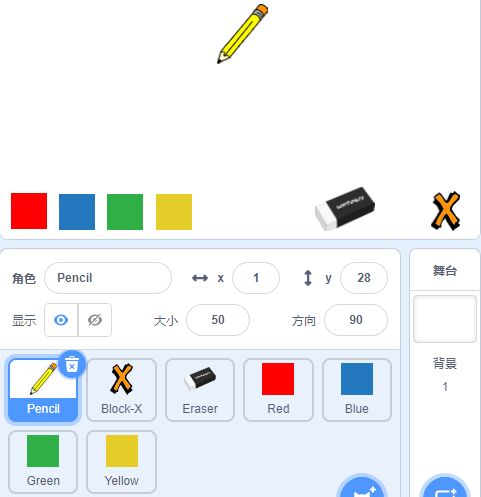 角色 Pencil x 1 y 28 舞台
显示 大小 50 方向 90
背景
1
Pencil Block-X Eraser Red Blue
Green Yellow